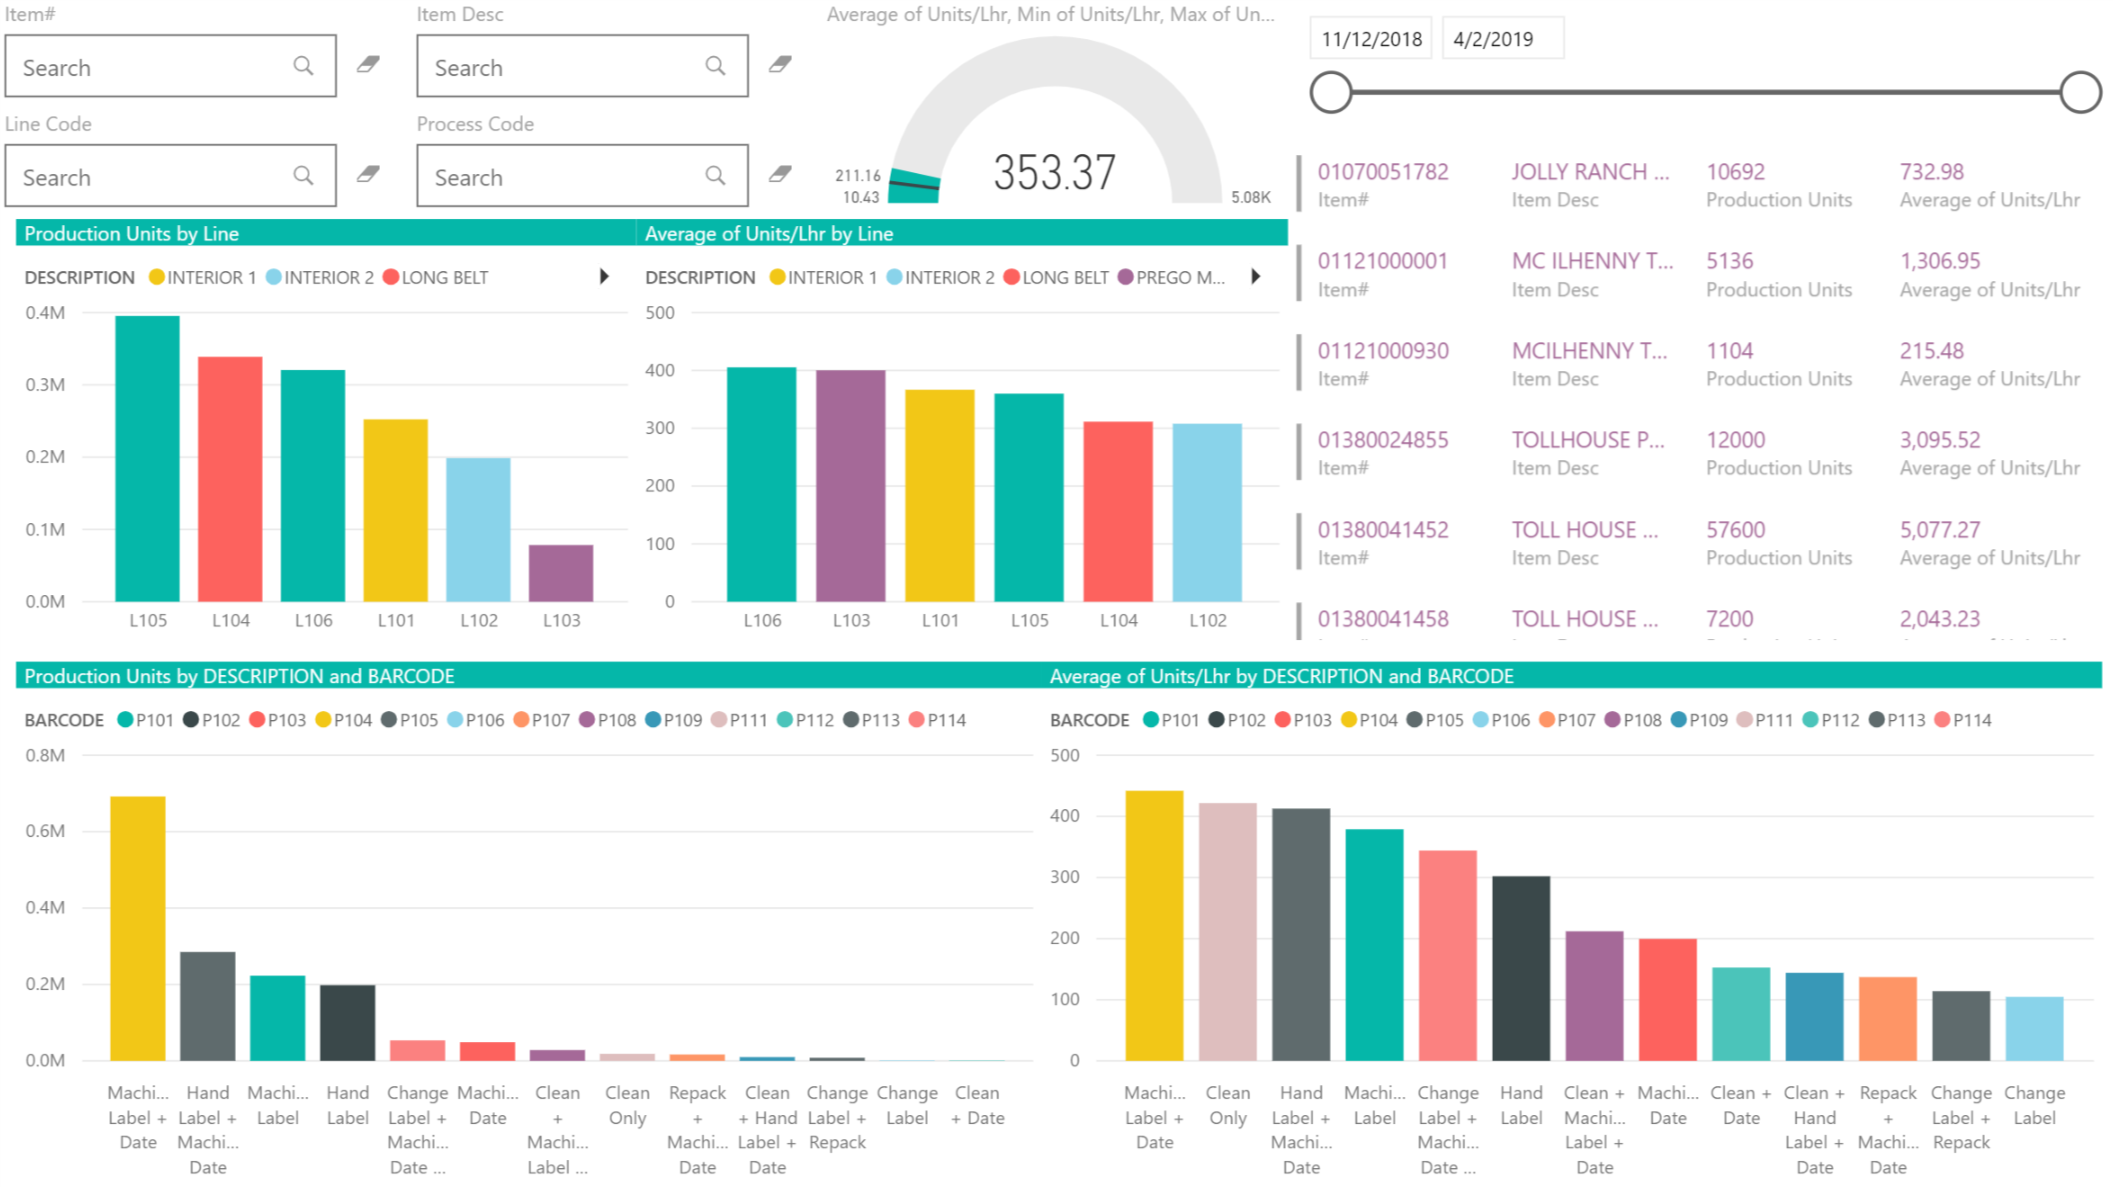 Item#
Item Desc
Search
Search
Line Code
Process Code
Search
Search
Average of Units/Lhr, Min of Units/Lhr, Max of Un...
353.37
211.16
10.43
5.08K
11/12/2018
4/2/2019
01070051782 JOLLY RANCH ... 10692 732.98
Item# Item Desc Production Units Average of Units/Lhr
01121000001 MC ILHENNY T... 5136 1,306.95
Item# Item Desc Production Units Average of Units/Lhr
01121000930 MCILHENNY T... 1104 215.48
Item# Item Desc Production Units Average of Units/Lhr
01380024855 TOLLHOUSE P... 12000 3,095.52
Item# Item Desc Production Units Average of Units/Lhr
01380041452 TOLL HOUSE ... 57600 5,077.27
Item# Item Desc Production Units Average of Units/Lhr
01380041458 TOLL HOUSE ... 7200 2,043.23
Production Units by Line
DESCRIPTION INTERIOR 1 INTERIOR 2 LONG BELT
0.4M
0.3M
0.2M
0.1M
0.0M
L105 L104 L106 L101 L102 L103
Average of Units/Lhr by Line
DESCRIPTION INTERIOR 1 INTERIOR 2 LONG BELT PREGO M...
500
400
300
200
100
0
L106 L103 L101 L105 L104 L102
Production Units by DESCRIPTION and BARCODE
BARCODE P101 P102 P103 P104 P105 P106 P107 P108 P109 P111 P112 P113 P114
0.8M
0.6M
0.4M
0.2M
0.0M
Machi... Hand Machi... Hand Change Machi... Clean Clean Repack Clean Change Change Clean
Label + Label + Label Label Label + Date + Only + + Hand Label + Label + Date
Date Machi... Machi... Machi... Machi... Label + Repack
Date Date ... Label ... Date Date
Average of Units/Lhr by DESCRIPTION and BARCODE
BARCODE P101 P102 P103 P104 P105 P106 P107 P108 P109 P111 P112 P113 P114
500
400
300
200
100
0
Machi... Clean Hand Machi... Change Hand Clean + Machi... Clean + Clean + Repack Change Change
Label + Only Label + Label Label + Label Machi... Date Date Hand + Label + Label
Date Machi... Machi... Label + Label + Machi... Repack
Date Date ... Date Date Date